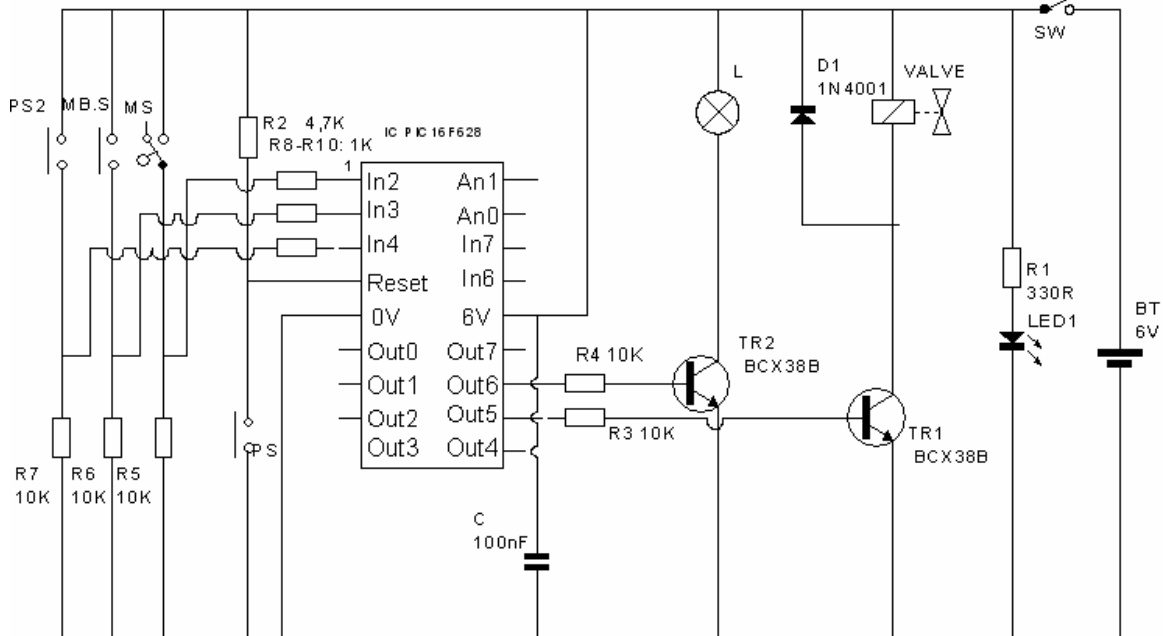 SW
PS2
MB.S
MS
R2 4,7K
R8-R10: 1K
IC PIC16F628
1
L
D1
1N4001
VALVE
In2
In3
In4
Reset
0V
Out0
Out1
Out2
Out3
An1
An0
In7
In6
6V
Out7
Out6
Out5
Out4
R4 10K
R3 10K
TR2
BCX38B
TR1
BCX38B
R1
330R
LED1
BT
6V
PS
R7
10K
R6
10K
R5
10K
C
100nF